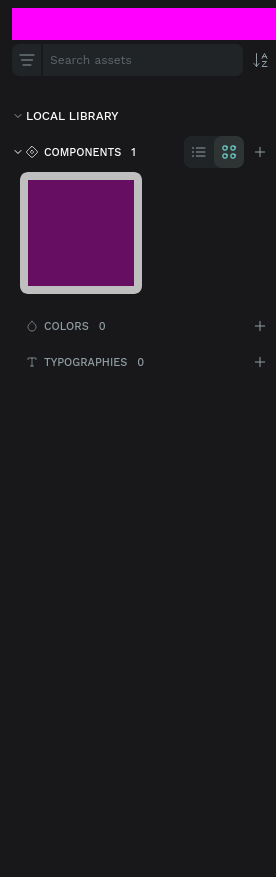 Search assets
A
Z
LOCAL LIBRARY
COMPONENTS 1
COLORS 0
TYPOGRAPHIES 0